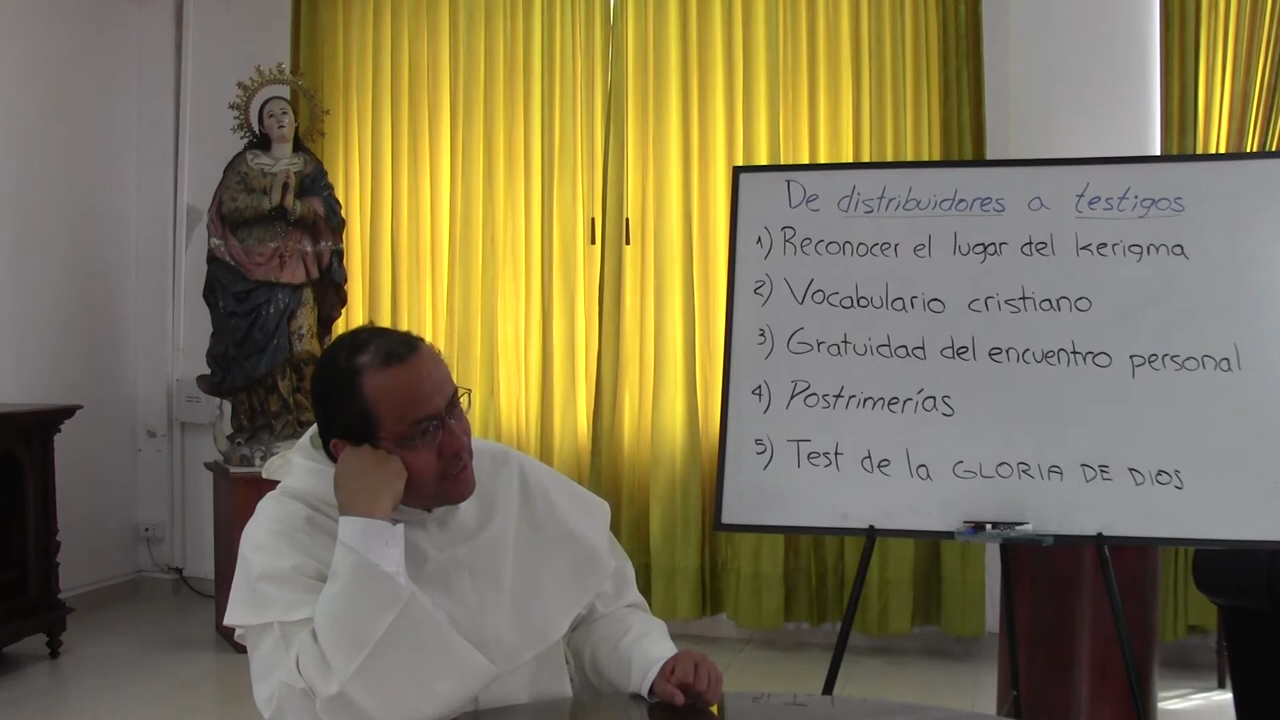 De distribuidores a testigos
1) Reconocer el lugar del kerigma
2) Vocabulario cristiano
3) Gratuidad del encuentro personal
4) Postrimerías
5) Test de la GLORIA DE DIOS